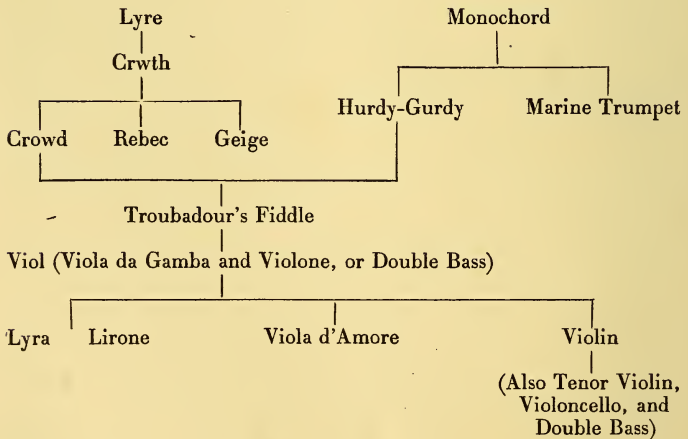 Lyre Monochord
Crwth
Hurdy-Gurdy Marine Trumpet
Crowd Rebec Geige
Troubadour's Fiddle
Viol (Viola da Gamba and Violone, or Double Bass)
Lyra Lirone Viola d'Amore Violin
(Also Tenor Violin,
Violoncello, and
Double Bass)